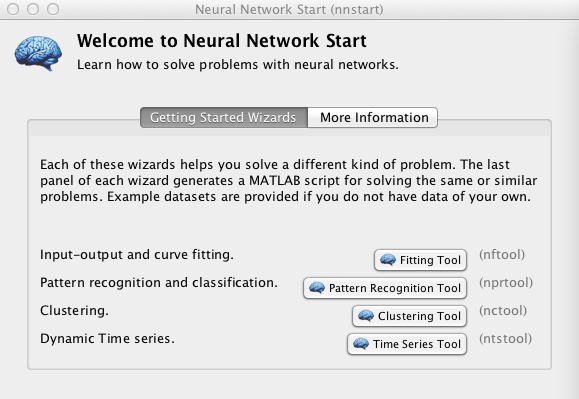 Neural Network Start (nnstart)
Welcome to Neural Network Start
Learn how to solve problems with neural networks.
Getting Started Wizards More Information
Each of these wizards helps you solve a different kind of problem. The last
panel of each wizard generates a MATLAB script for solving the same or similar
problems. Example datasets are provided if you do not have data of your own.
Input-output and curve fitting. Fitting Tool (nftool)
Pattern recognition and classification. Pattern Recognition Tool (nprtool)
Clustering. Clustering Tool (nctool)
Dynamic Time series. Time Series Tool (ntstool)